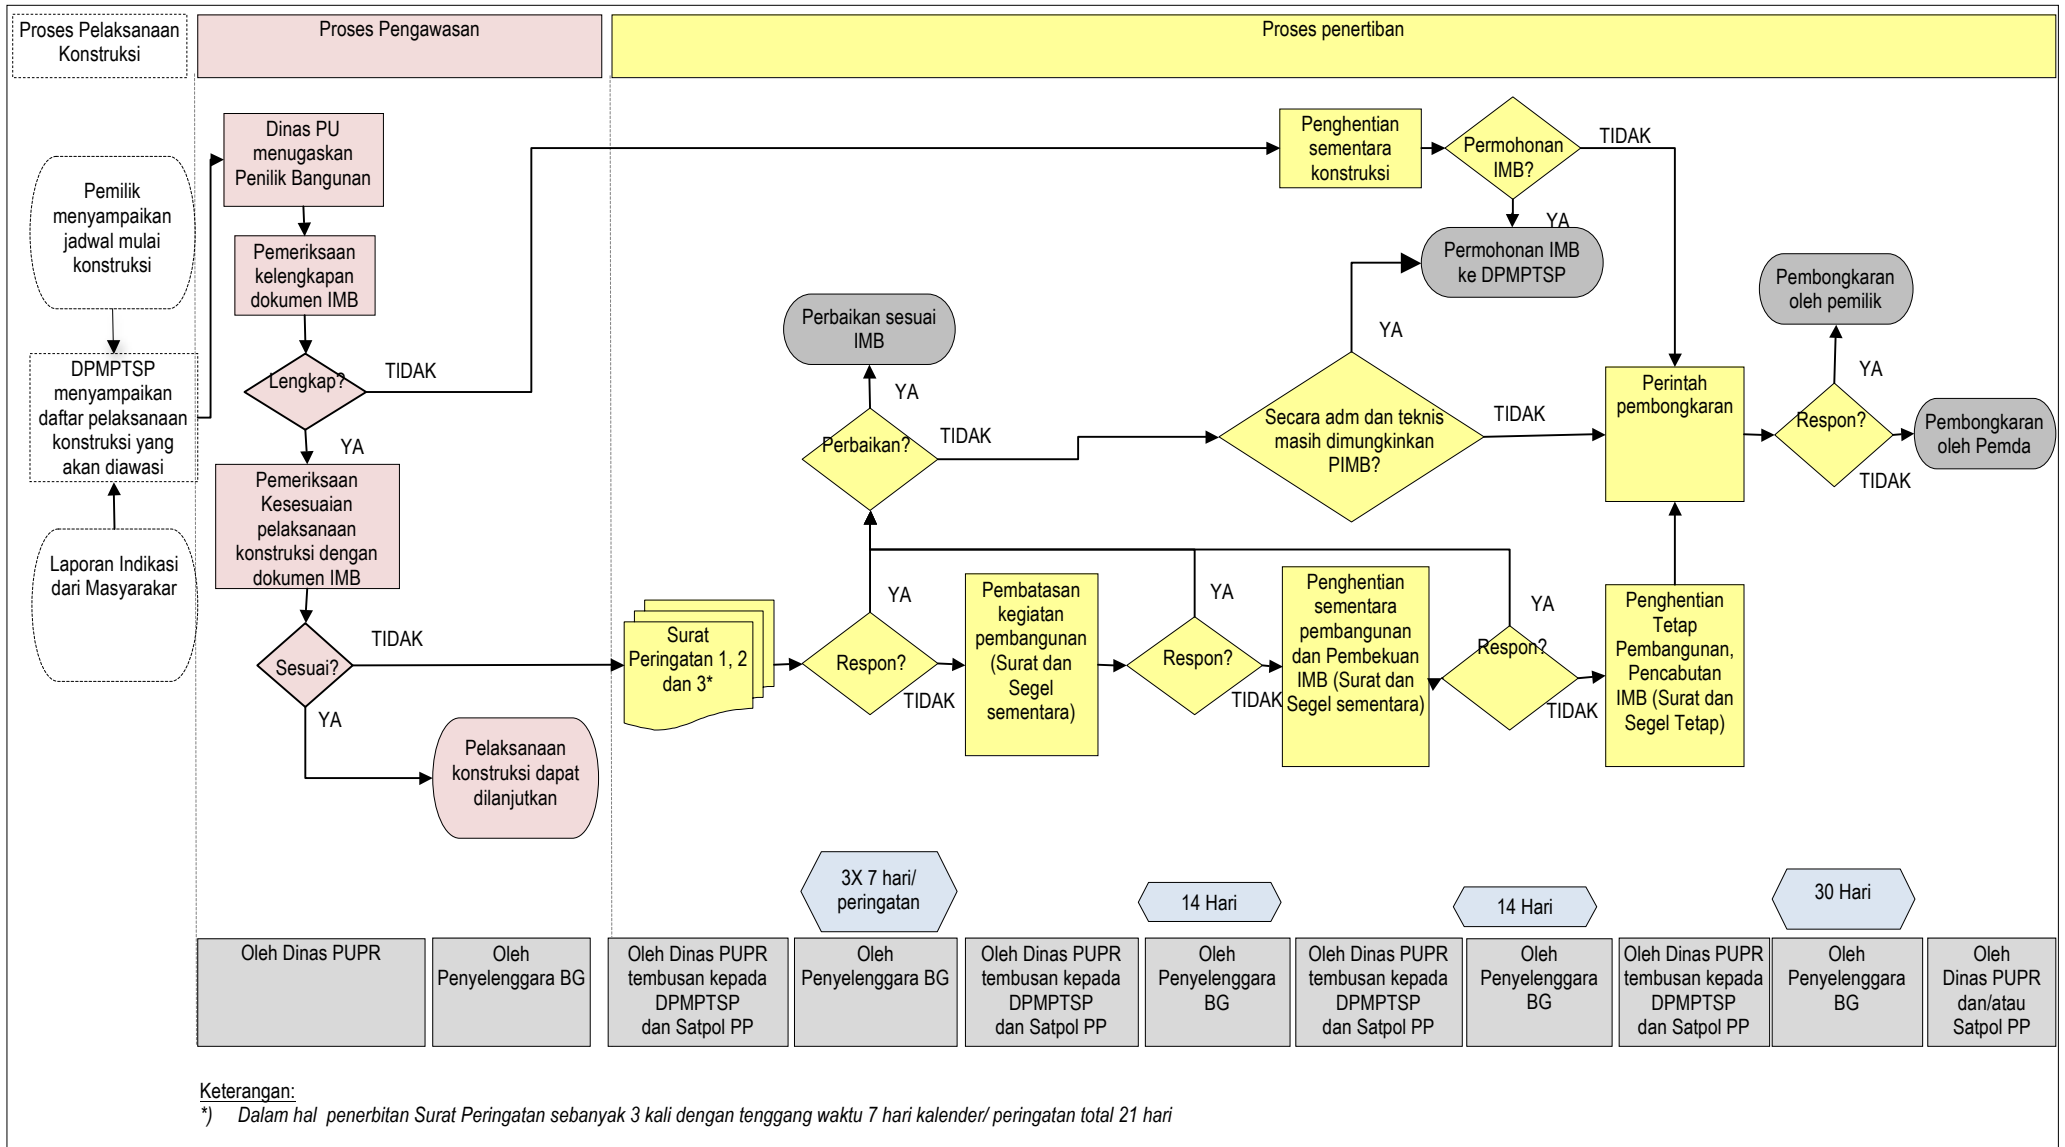 Proses Pelaksanaan
Konstruksi
Proses Pengawasan
Proses penertiban
Pemilik
menyampaikan
jadwal mulai
konstruksi
DPMPTSP
menyampaikan
daftar pelaksanaan
konstruksi yang
akan diawasi
Laporan Indikasi
dari Masyarakar
Dinas PU
menugaskan
Penilik Bangunan
Pemeriksaan
kelengkapan
dokumen IMB
Lengkap?
TIDAK
YA
Pemeriksaan
Kesesuaian
pelaksanaan
konstruksi dengan
dokumen IMB
Sesuai?
TIDAK
YA
Pelaksanaan
konstruksi dapat
dilanjutkan
Penghentian
sementara
konstruksi
Permohonan
IMB?
TIDAK
YA
Permohonan IMB
ke DPMPTSP
Perbaikan sesuai
IMB
YA
Perbaikan?
TIDAK
YA
Secara adm dan teknis
masih dimungkinkan
PIMB?
TIDAK
Perintah
pembongkaran
Pembongkaran
oleh pemilik
YA
Respon?
TIDAK
Pembongkaran
oleh Pemda
Surat
Peringatan 1, 2
dan 3*
YA
Respon?
TIDAK
Pembatasan
kegiatan
pembangunan
(Surat dan
Segel
sementara)
YA
Respon?
TIDAK
Penghentian
sementara
pembangunan
dan Pembekuan
IMB (Surat dan
Segel sementara)
YA
Respon?
TIDAK
Penghentian
Tetap
Pembangunan,
Pencabutan
IMB (Surat dan
Segel Tetap)
3X 7 hari/
peringatan
14 Hari
14 Hari
30 Hari
Oleh Dinas PUPR
Oleh
Penyelenggara BG
Oleh Dinas PUPR
tembusan kepada
DPMPTSP
dan Satpol PP
Oleh
Penyelenggara BG
Oleh Dinas PUPR
tembusan kepada
DPMPTSP
dan Satpol PP
Oleh
Penyelenggara
BG
Oleh Dinas PUPR
tembusan kepada
DPMPTSP
dan Satpol PP
Oleh
Penyelenggara
BG
Oleh Dinas PUPR
tembusan kepada
DPMPTSP
dan Satpol PP
Oleh
Penyelenggara
BG
Oleh
Dinas PUPR
dan/atau
Satpol PP
Keterangan:
*) Dalam hal penerbitan Surat Peringatan sebanyak 3 kali dengan tenggang waktu 7 hari kalender/ peringatan total 21 hari